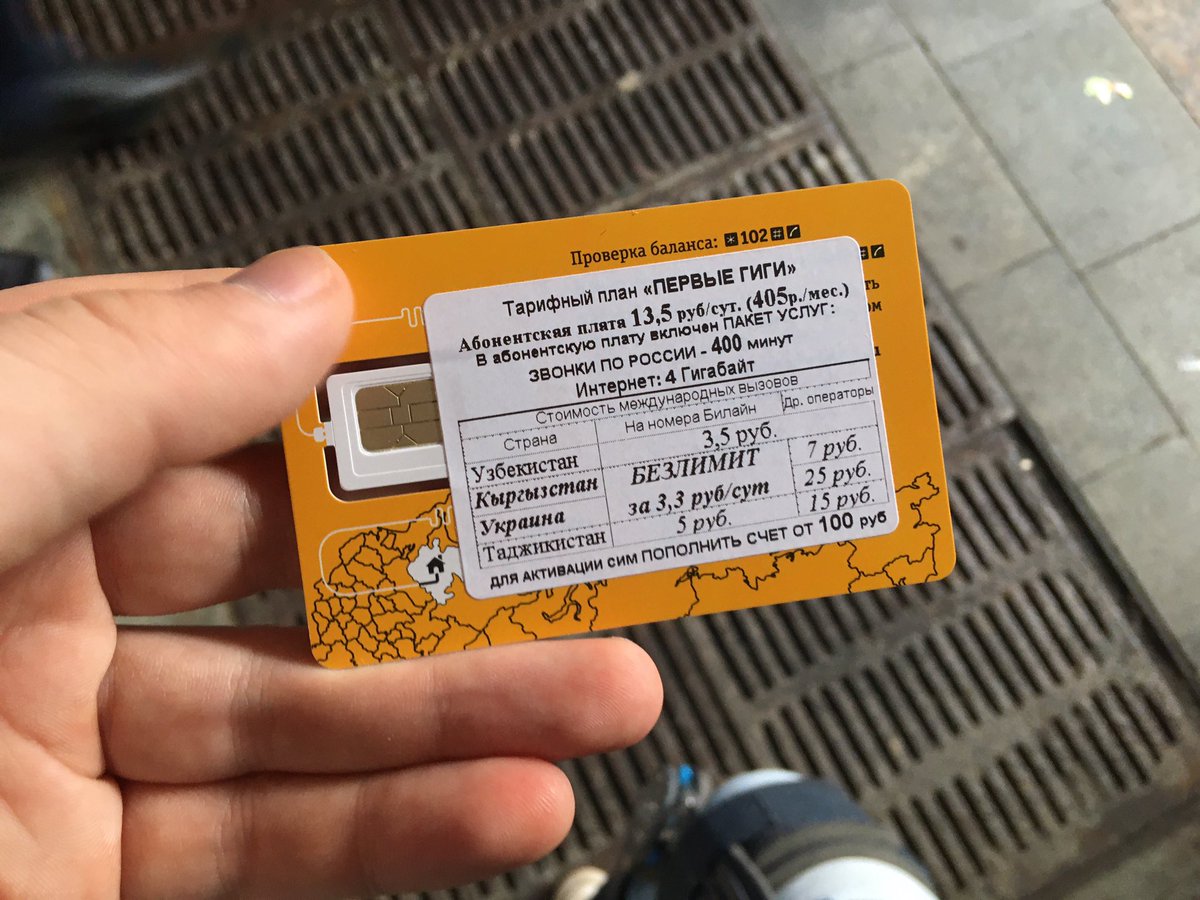 Проверка баланса: *102#
Тарифный план «ПЕРВЫЕ ГИГИ»
Абонентская плата 13,5 руб/сут. (405р./мес.)
В абонентскую плату включен ПАКЕТ УСЛУГ:
ЗВОНКИ ПО РОССИИ - 400 минут
Интернет: 4 Гигабайт
Стоимость международных вызовов
Страна На номера Билайн Др. операторы
Узбекистан 3,5 руб. 7 руб.
Кыргызстан БЕЗЛИМИТ 25 руб.
Украина за 3,3 руб/сут 15 руб.
Таджикистан 5 руб.
ДЛЯ АКТИВАЦИИ СИМ ПОПОЛНИТЬ СЧЕТ ОТ 100 руб